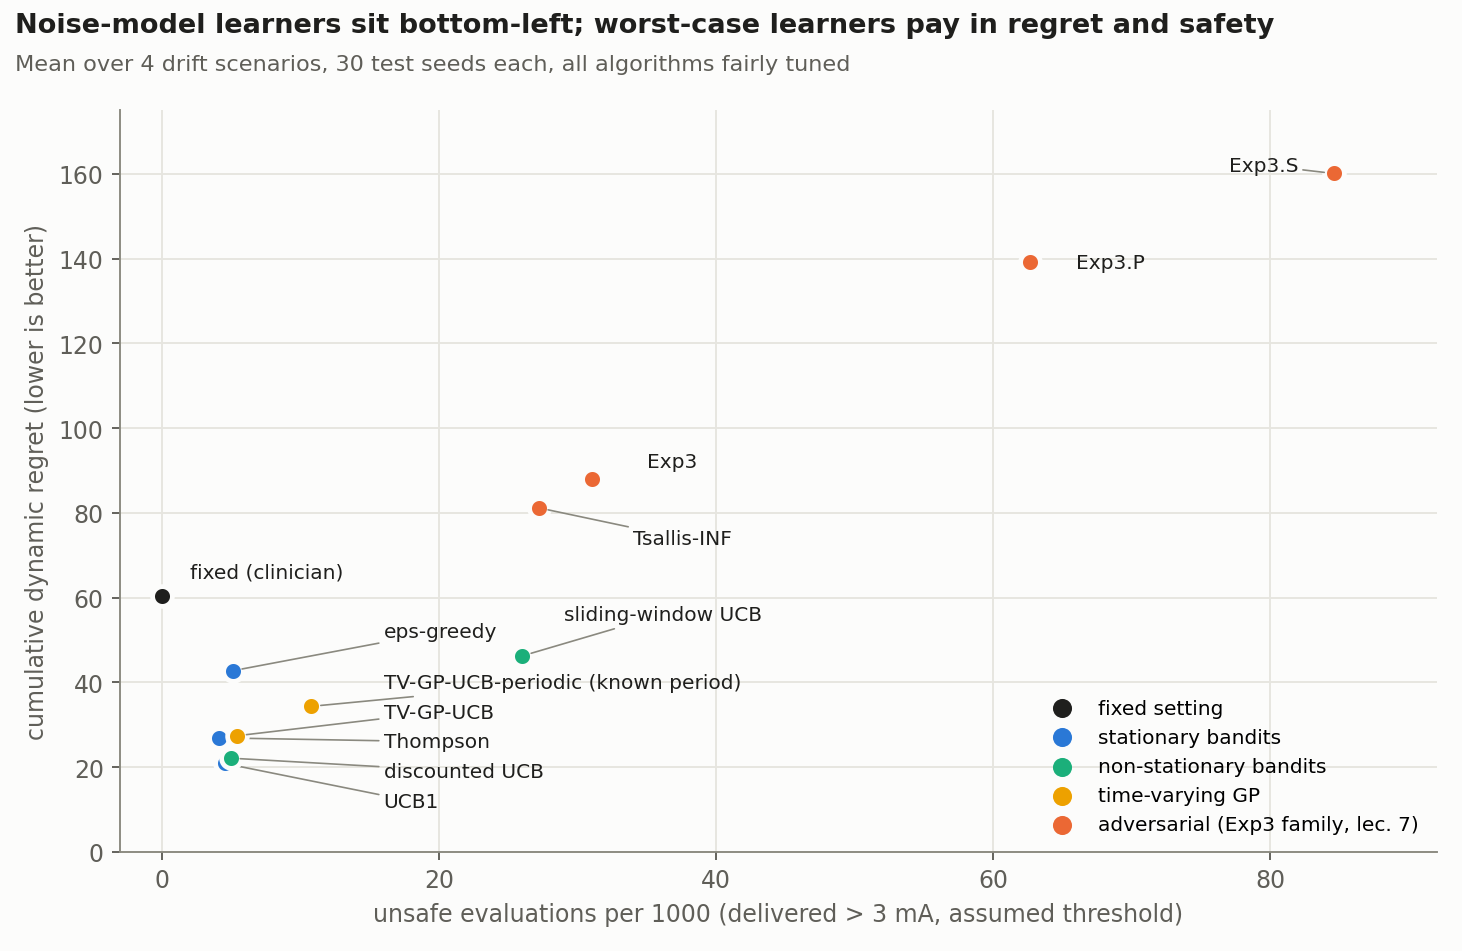 Noise-model learners sit bottom-left; worst-case learners pay in regret and safety
Mean over 4 drift scenarios, 30 test seeds each, all algorithms fairly tuned
cumulative dynamic regret (lower is better)
160
140
120
100
80
60
40
20
0
Exp3.S
Exp3.P
Exp3
Tsallis-INF
fixed (clinician)
sliding-window UCB
eps-greedy
TV-GP-UCB-periodic (known period)
TV-GP-UCB
Thompson
discounted UCB
UCB1
fixed setting
stationary bandits
non-stationary bandits
time-varying GP
adversarial (Exp3 family, lec. 7)
0 20 40 60 80
unsafe evaluations per 1000 (delivered > 3 mA, assumed threshold)